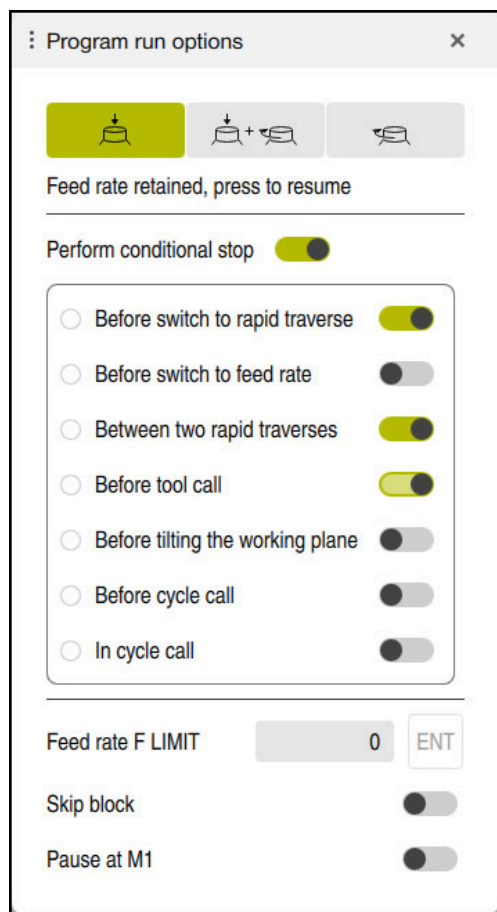 Program run options
Feed rate retained, press to resume
Perform conditional stop
Before switch to rapid traverse
Before switch to feed rate
Between two rapid traverses
Before tool call
Before tilting the working plane
Before cycle call
In cycle call
Feed rate F LIMIT 0 ENT
Skip block
Pause at M1